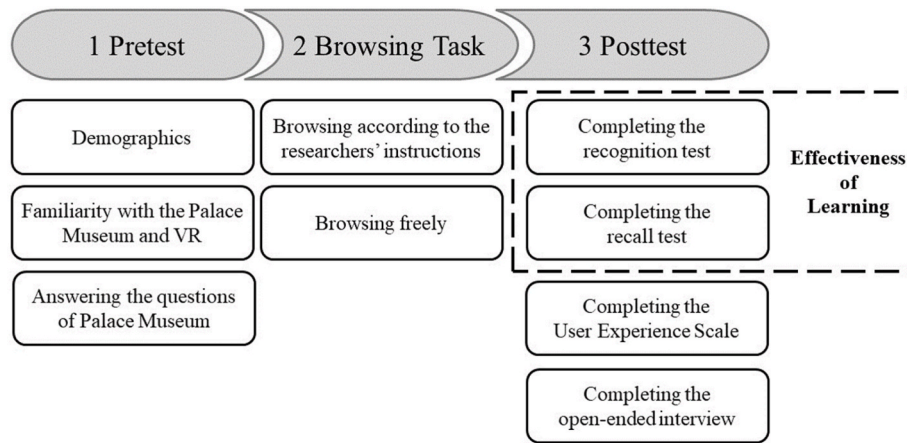 1 Pretest
2 Browsing Task
3 Posttest
Demographics
Familiarity with the Palace
Museum and VR
Answering the questions
of Palace Museum
Browsing according to the
researchers’ instructions
Browsing freely
Completing the
recognition test
Completing the
recall test
Completing the
User Experience Scale
Completing the
open-ended interview
Effectiveness
of
Learning